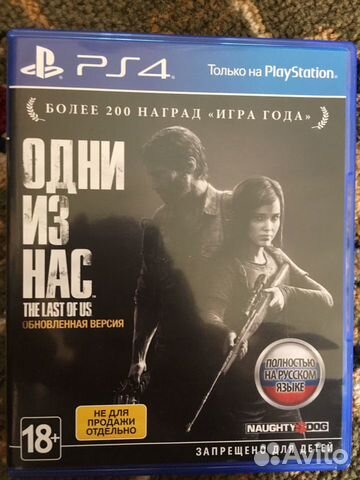 PS4
Только на PlayStation®
БОЛЕЕ 200 НАГРАД «ИГРА ГОДА»
ОДНИ
ИЗ
НАС
THE LAST OF US
ОБНОВЛЕННАЯ ВЕРСИЯ
ПОЛНОСТЬЮ
НА РУССКОМ
ЯЗЫКЕ
НЕ ДЛЯ
ПРОДАЖИ
ОТДЕЛЬНО
18+
NAUGHTY DOG
ЗАПРЕЩЕНО ДЛЯ ДЕТЕЙ
Avito